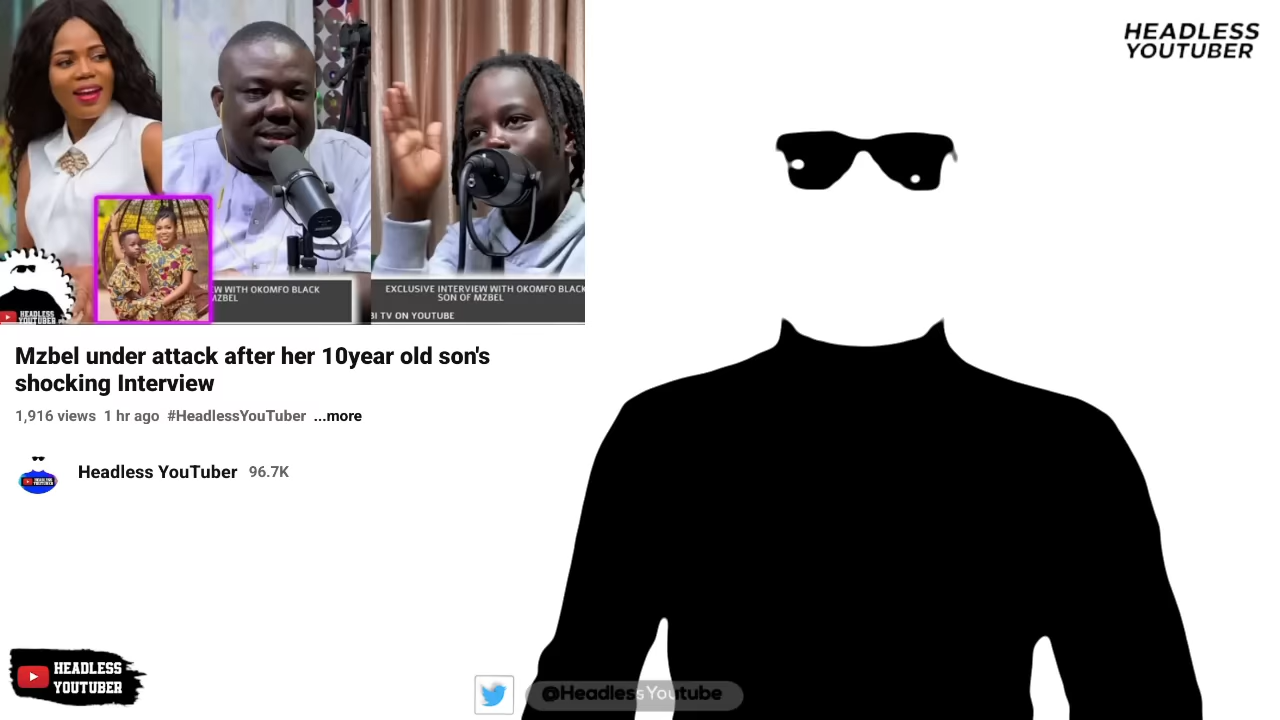 HEADLESS
YOUTUBER
W WITH OKOMFO BLACK
MZBEL
EXCLUSIVE INTERVIEW WITH OKOMFO BLACK
SON OF MZBEL
BI TV ON YOUTUBE
HEADLESS
YOUTUBER
Mzbel under attack after her 10year old son's
shocking Interview
1,916 views 1 hr ago #HeadlessYouTuber ...more
Headless YouTuber 96.7K
HEADLESS
YOUTUBER
@HeadlessYoutube